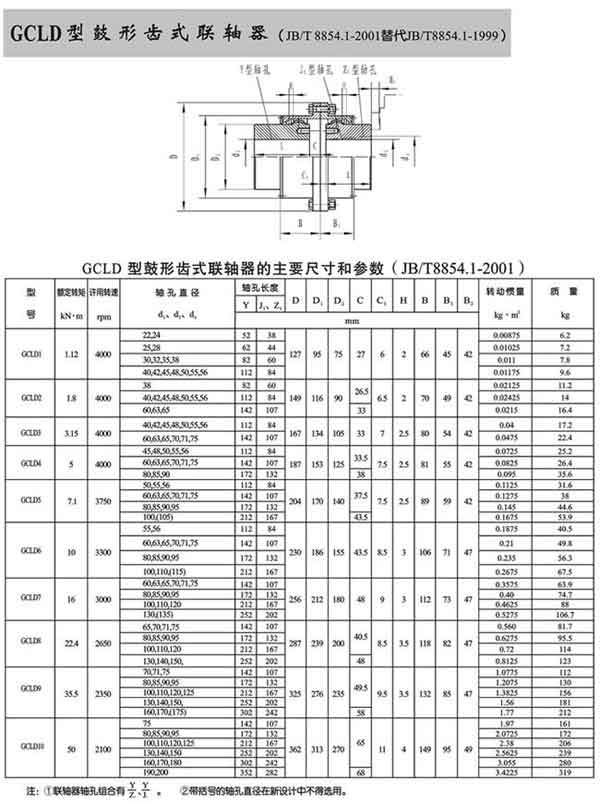 GCLD型鼓形齿式联轴器（JB/T 8854.1-2001替代JB/T8854.1-1999）
Y型轴孔 J₁型轴孔 Z₁型轴孔
D D₁ D₂ d₁ L C d₂
C₁ L
B B₁
GCLD 型鼓形齿式联轴器的主要尺寸和参数（JB/T8854.1-2001）
型号 额定转矩 许用转速 轴孔直径 轴孔长度 D D₁ D₂ C C₁ H B B₁ B₂ 转动惯量 质量
kN·m rpm d₁、d₂、dz Y J₁、Z₁ mm kg·m² kg
GCLD1 1.12 4000 22,24 52 38 127 95 75 27 6 2 66 45 42 0.00875 6.2
25,28 62 44 0.01025 7.2
30,32,35,38 82 60 0.011 7.8
40,42,45,48,50,55,56 112 84 0.01175 9.6
GCLD2 1.8 4000 38 82 60 149 116 90 26.5 6.5 2 70 49 42 0.02125 11.2
40,42,45,48,50,55,56 112 84 0.02425 14
60,63,65 142 107 33 0.0215 16.4
GCLD3 3.15 4000 40,42,45,48,50,55,56 112 84 167 134 105 33 7 2.5 80 54 42 0.04 17.2
60,63,65,70,71,75 142 107 0.0475 22.4
GCLD4 5 4000 45,48,50,55,56 112 84 187 153 125 33.5 7.5 2.5 81 55 42 0.0725 25.2
60,63,65,70,71,75 142 107 0.0825 26.4
80,85,90 172 132 38 0.095 35.6
GCLD5 7.1 3750 50,55,56 112 84 204 170 140 37.5 7.5 2.5 89 59 42 0.1125 31.6
60,63,65,70,71,75 142 107 0.1275 38
80,85,90,95 172 132 0.145 44.6
100,(105) 212 167 43.5 0.1675 53.9
GCLD6 10 3300 55,56 112 84 230 186 155 43.5 8.5 3 106 71 47 0.1875 40.5
60,63,65,70,71,75 142 107 0.21 49.8
80,85,90,95 172 132 0.235 56.3
100,110,(115) 212 167 0.2675 67.5
GCLD7 16 3000 60,63,65,70,71,75 142 107 256 212 180 48 9 3 112 73 47 0.3575 63.9
80,85,90,95 172 132 0.40 74.7
100,110,120 212 167 0.4625 88
130,(135) 252 202 0.5275 106.7
GCLD8 22.4 2650 65,70,71,75 142 107 287 239 200 40.5 8.5 3.5 118 82 47 0.560 81.7
80,85,90,95 172 132 0.6275 95.5
100,110,120 212 167 0.72 114
130,140,150, 252 202 48 0.8125 123
GCLD9 35.5 2350 70,71,75 142 107 325 276 235 49.5 9.5 3.5 132 85 47 1.0775 112
80,85,90,95 172 132 1.2075 130
100,110,120,125 212 167 1.3825 156
130,140,150, 252 202 1.56 181
160,170,(175) 302 242 58 1.77 212
GCLD10 50 2100 75 142 107 362 313 270 65 11 4 149 95 49 1.97 161
80,85,90,95 172 132 2.0725 172
100,110,120,125 212 167 2.38 206
130,140,150 252 202 2.5625 239
160,170,180 302 242 3.055 280
190,200 352 282 68 3.4225 319
注：①联轴器轴孔组合有 。 ②带括号的轴孔直径在新设计中不得选用。